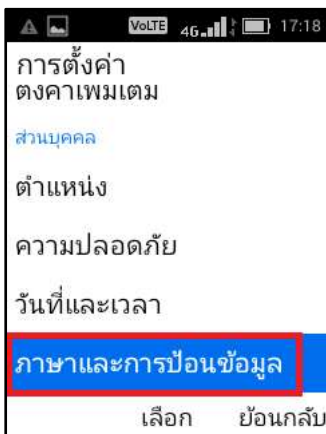 VoLTE 4G 17:18
การตั้งค่า
ตงคาเพมเตม
ส่วนบุคคล
ตำแหน่ง
ความปลอดภัย
วันที่และเวลา
ภาษาและการป้อนข้อมูล
เลือก ย้อนกลับ